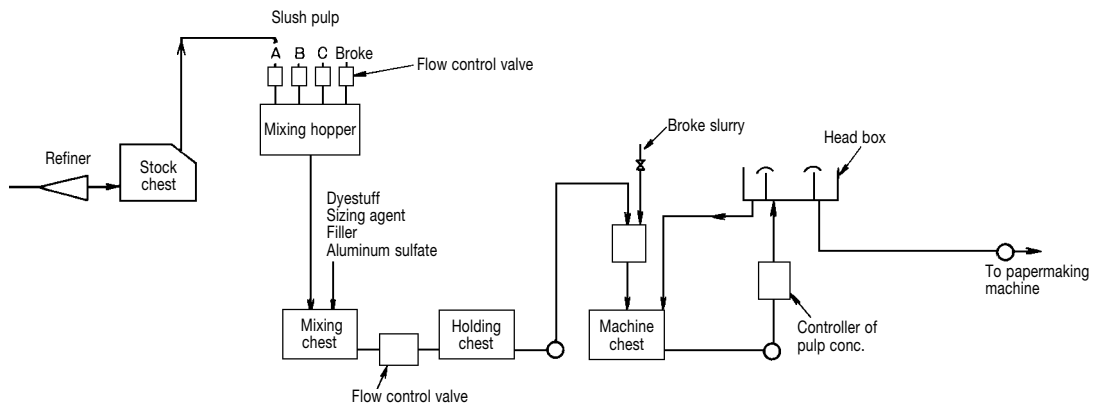 Slush pulp
A B C Broke
Flow control valve
Mixing hopper
Refiner
Stock
chest
Dyestuff
Sizing agent
Filler
Aluminum sulfate
Mixing
chest
Flow control valve
Holding
chest
Broke slurry
Machine
chest
Head box
Controller of
pulp conc.
To papermaking
machine